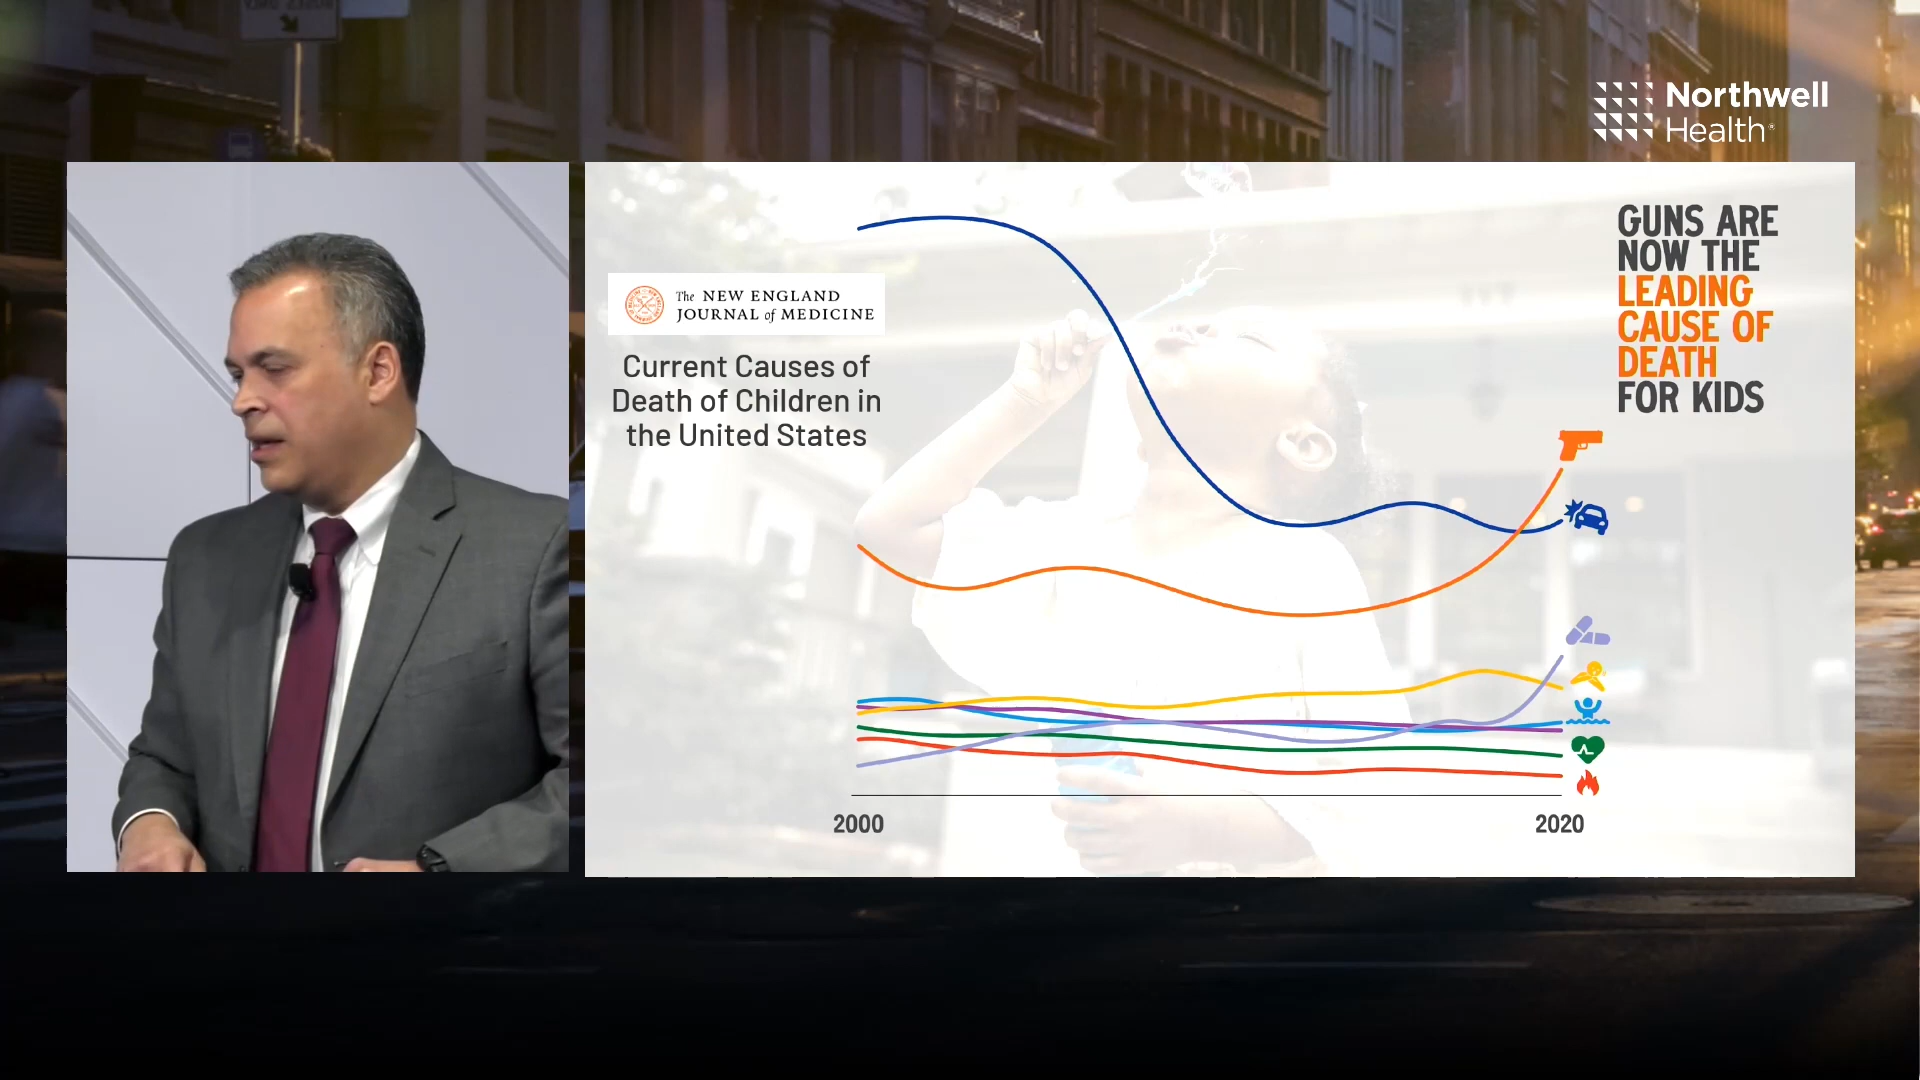 Northwell
Health
The NEW ENGLAND
JOURNAL of MEDICINE
Current Causes of
Death of Children in
the United States
GUNS ARE
NOW THE
LEADING
CAUSE OF
DEATH
FOR KIDS
2000
2020